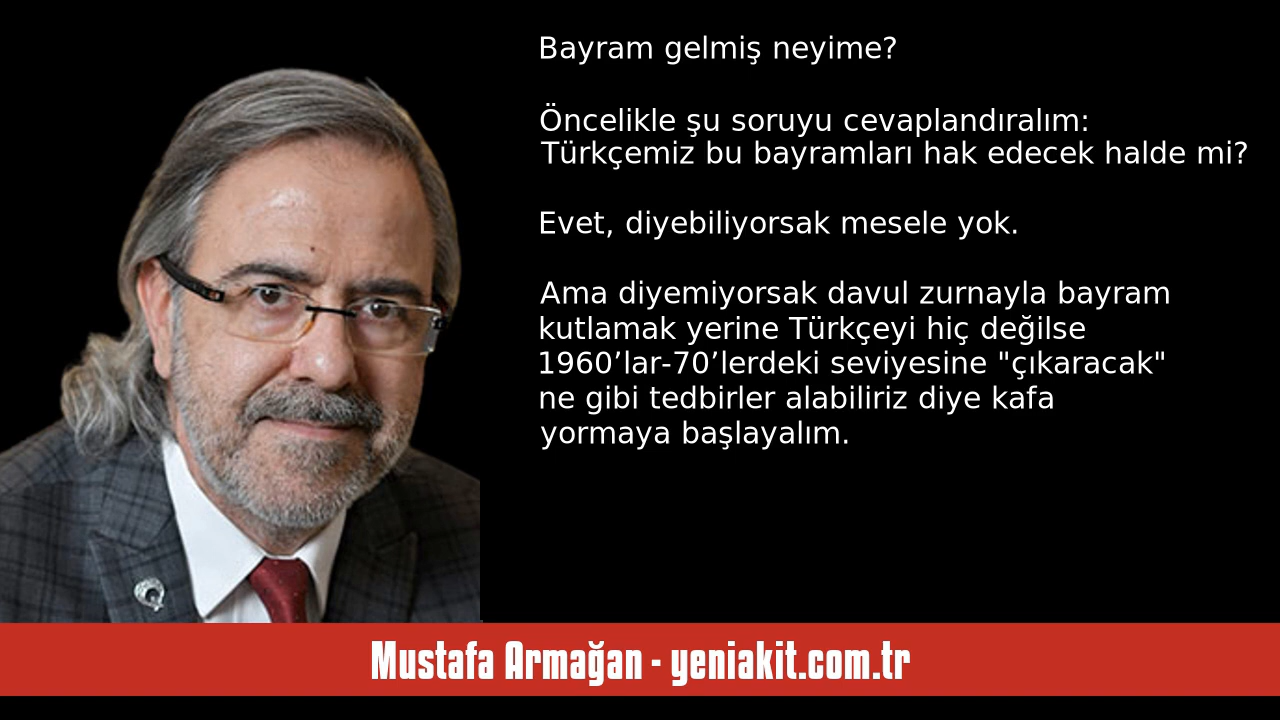 Bayram gelmiş neyime?
Öncelikle şu soruyu cevaplandıralım:
Türkçemiz bu bayramları hak edecek halde mi?
Evet, diyebiliyorsak mesele yok.
Ama diyemiyorsak davul zurnayla bayram
kutlamak yerine Türkçeyi hiç değilse
1960’lar-70’lerdeki seviyesine "çıkaracak"
ne gibi tedbirler alabiliriz diye kafa
yormaya başlayalım.
Mustafa Armağan - yeniakit.com.tr